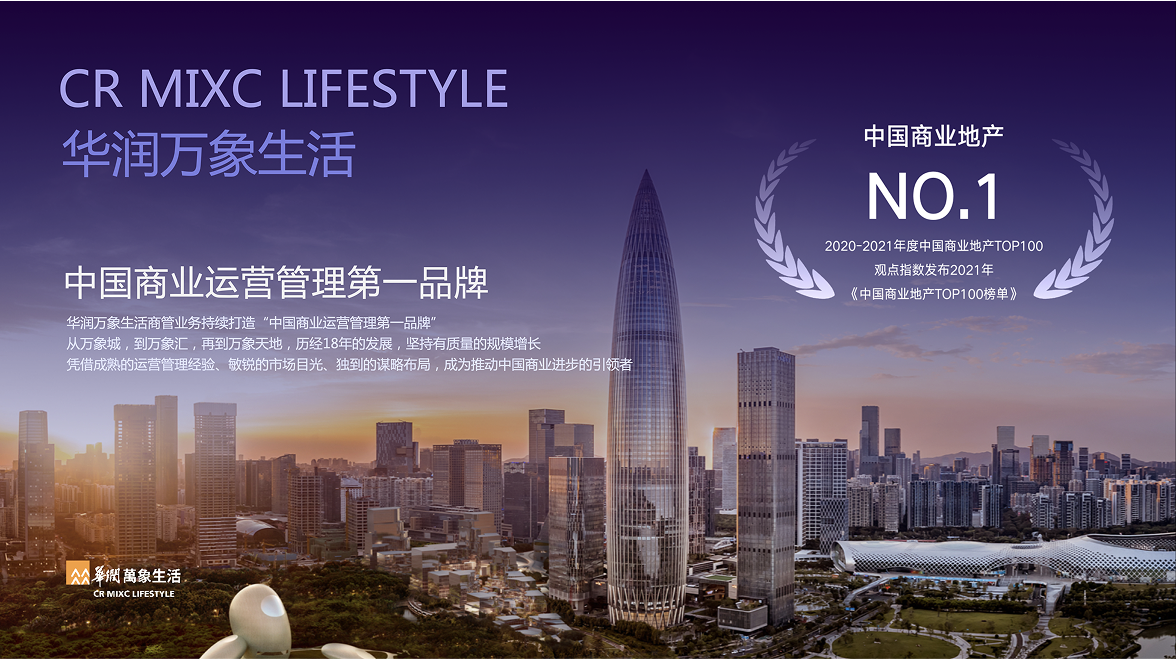 CR MIXC LIFESTYLE
华润万象生活
中国商业运营管理第一品牌
华润万象生活商管业务持续打造“中国商业运营管理第一品牌”
从万象城，到万象汇，再到万象天地，历经18年的发展，坚持有质量的规模增长
凭借成熟的运营管理经验、敏锐的市场目光、独到的谋略布局，成为推动中国商业进步的引领者
中国商业地产
NO.1
2020-2021年度中国商业地产TOP100
观点指数发布2021年
《中国商业地产TOP100榜单》
華潤萬象生活
CR MIXC LIFESTYLE